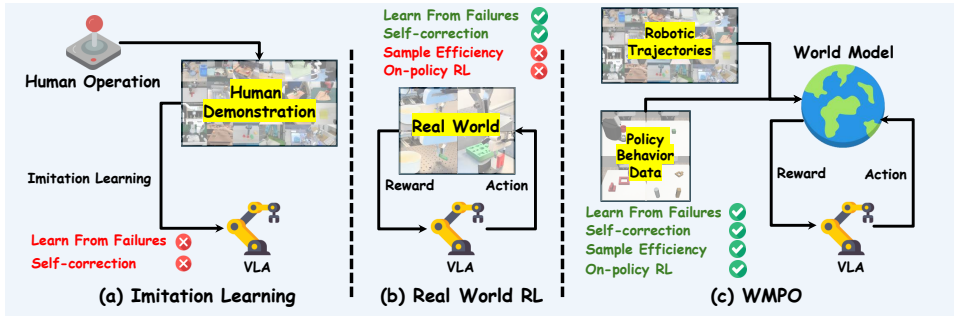 Human Operation
Human
Demonstration
Imitation Learning
Learn From Failures
Self-correction
VLA
(a) Imitation Learning
Learn From Failures
Self-correction
Sample Efficiency
On-policy RL
Real World
Reward
Action
VLA
(b) Real World RL
Robotic
Trajectories
World Model
Policy
Behavior
Data
Reward
Action
Learn From Failures
Self-correction
Sample Efficiency
On-policy RL
VLA
(c) WMPO